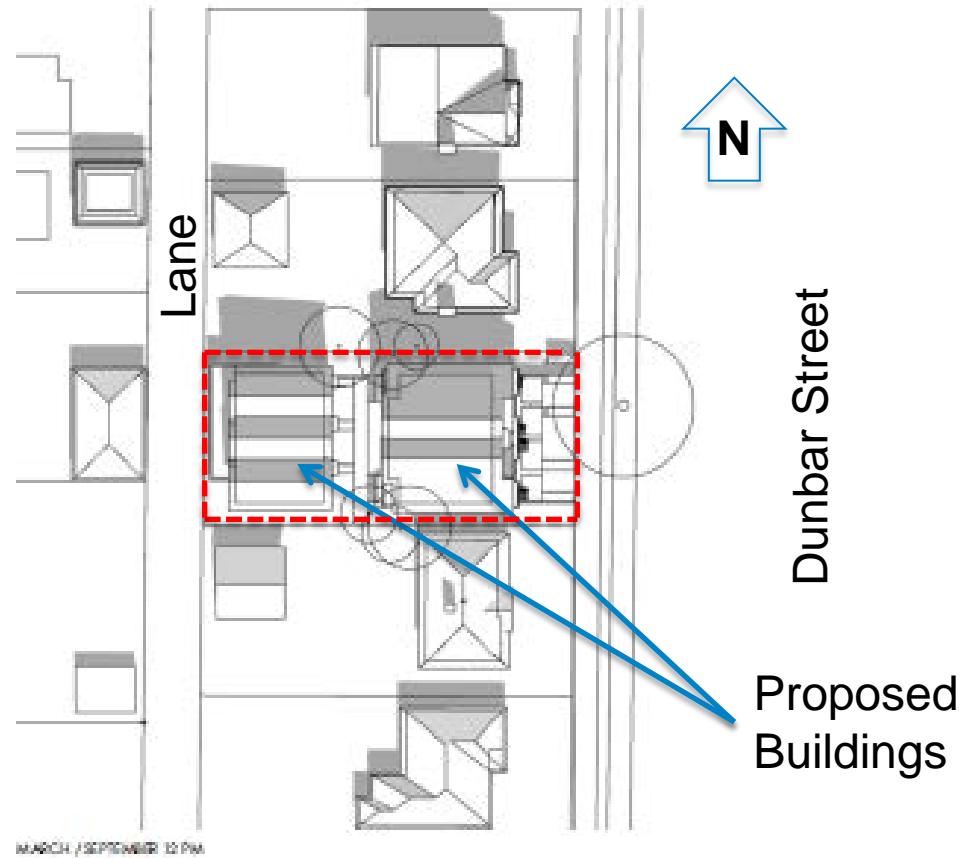 N
Lane
Dunbar Street
Proposed
Buildings
MARCH / SEPTEMBER 12 PM